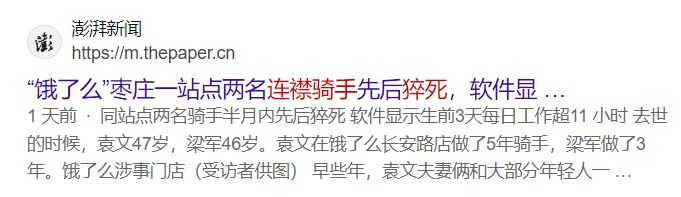 澎湃新闻
https://m.thepaper.cn
“饿了么”枣庄一站点两名连襟骑手先后猝死，软件显 ...
1 天前 · 同站点两名骑手半月内先后猝死 软件显示生前3天每日工作超11 小时 去世
的时候，袁文47岁，梁军46岁。袁文在饿了么长安路店做了5年骑手，梁军做了3
年。饿了么涉事门店（受访者供图） 早些年，袁文夫妻俩和大部分年轻人一 ...